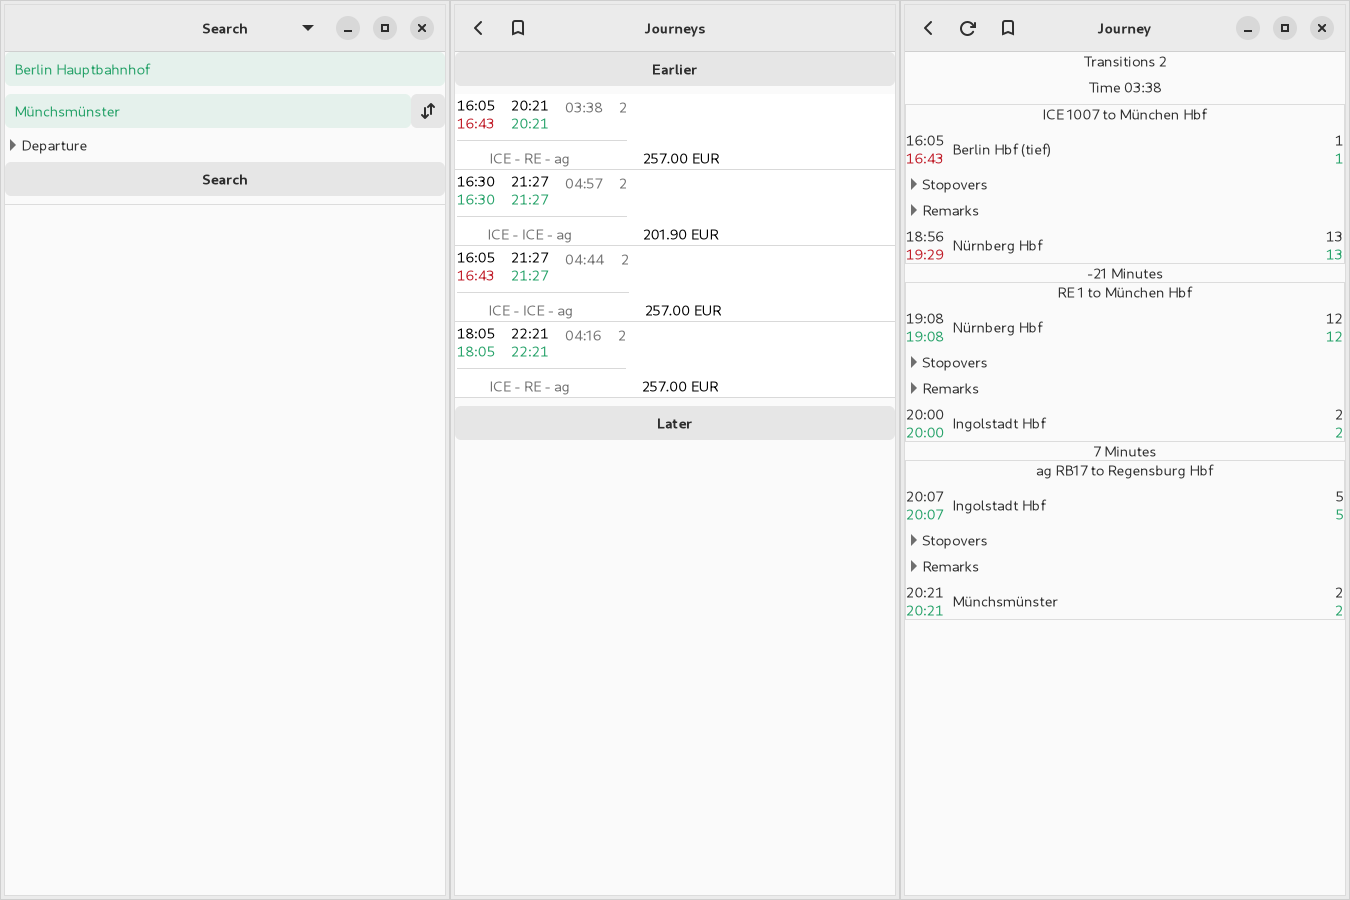 Search
Berlin Hauptbahnhof
Münchsmünster
Departure
Search
Journeys
Earlier
16:05 20:21 03:38 2
16:43 20:21
ICE - RE - ag 257.00 EUR
16:30 21:27 04:57 2
16:30 21:27
ICE - ICE - ag 201.90 EUR
16:05 21:27 04:44 2
16:43 21:27
ICE - ICE - ag 257.00 EUR
18:05 22:21 04:16 2
18:05 22:21
ICE - RE - ag 257.00 EUR
Later
Journey
Transitions 2
Time 03:38
ICE 1007 to München Hbf
16:05 Berlin Hbf (tief) 1
16:43 1
Stopovers
Remarks
18:56 Nürnberg Hbf 13
19:29 13
-21 Minutes
RE 1 to München Hbf
19:08 Nürnberg Hbf 12
19:08 12
Stopovers
Remarks
20:00 Ingolstadt Hbf 2
20:00 2
7 Minutes
ag RB17 to Regensburg Hbf
20:07 Ingolstadt Hbf 5
20:07 5
Stopovers
Remarks
20:21 Münchsmünster 2
20:21 2